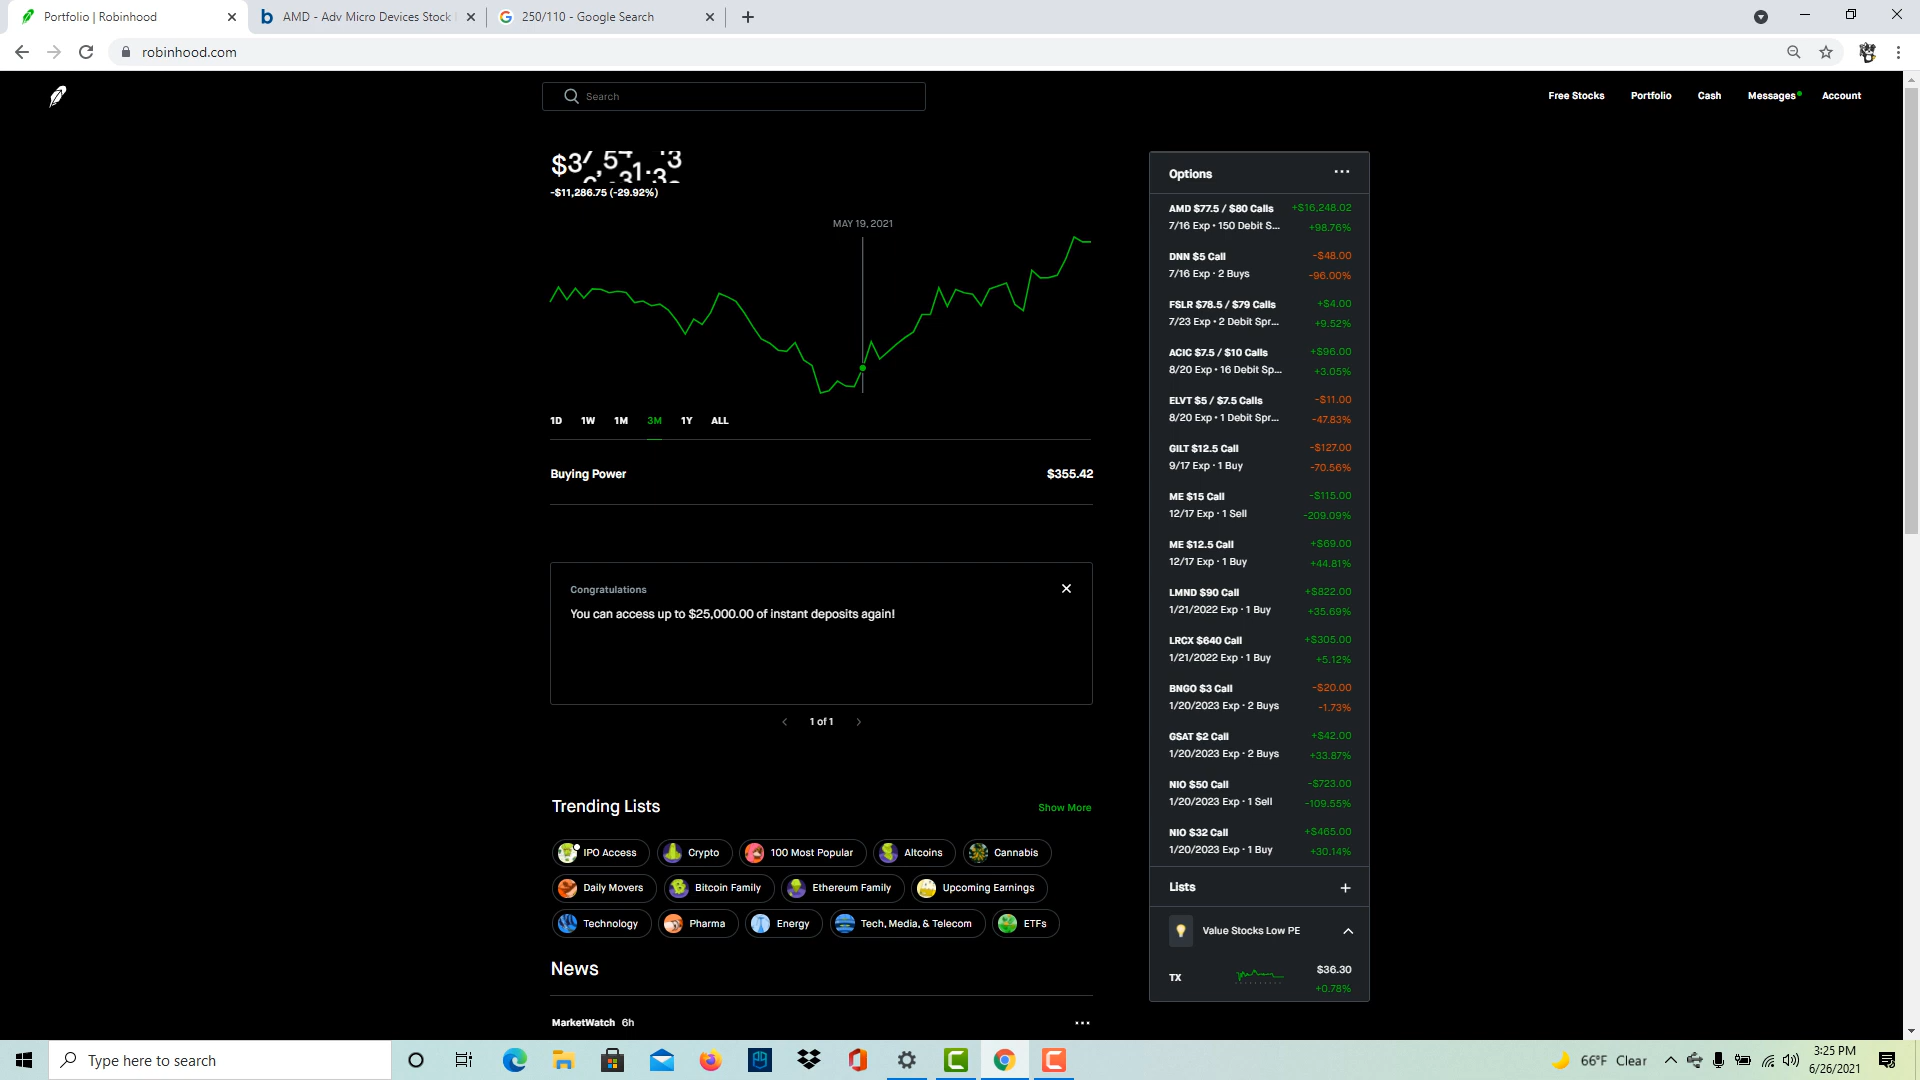 Portfolio | Robinhood
AMD - Adv Micro Devices Stock
250/110 - Google Search
robinhood.com
Search
Free Stocks
Portfolio
Cash
Messages
Account
-$11,286.75 (-29.92%)
MAY 19, 2021
1D 1W 1M 3M 1Y ALL
Buying Power $355.42
Congratulations
You can access up to $25,000.00 of instant deposits again!
1 of 1
Trending Lists
Show More
IPO Access Crypto 100 Most Popular Altcoins Cannabis
Daily Movers Bitcoin Family Ethereum Family Upcoming Earnings
Technology Pharma Energy Tech, Media, & Telecom ETFs
News
MarketWatch 6h
Options
AMD $77.5 / $80 Calls +$16,248.02
7/16 Exp • 150 Debit S... +98.76%
DNN $5 Call -$48.00
7/16 Exp · 2 Buys -96.00%
FSLR $78.5 / $79 Calls +$4.00
7/23 Exp • 2 Debit Spr... +9.52%
ACIC $7.5 / $10 Calls +$96.00
8/20 Exp • 16 Debit Sp... +3.05%
ELVT $5 / $7.5 Calls -$11.00
8/20 Exp • 1 Debit Spr... -47.83%
GILT $12.5 Call -$127.00
9/17 Exp · 1 Buy -70.56%
ME $15 Call -$115.00
12/17 Exp · 1 Sell -209.09%
ME $12.5 Call +$69.00
12/17 Exp · 1 Buy +44.81%
LMND $90 Call +$822.00
1/21/2022 Exp · 1 Buy +35.69%
LRCX $640 Call +$305.00
1/21/2022 Exp · 1 Buy +5.12%
BNGO $3 Call -$20.00
1/20/2023 Exp · 2 Buys -1.73%
GSAT $2 Call +$42.00
1/20/2023 Exp · 2 Buys +33.87%
NIO $50 Call -$723.00
1/20/2023 Exp · 1 Sell -109.55%
NIO $32 Call +$465.00
1/20/2023 Exp · 1 Buy +30.14%
Lists
Value Stocks Low PE
TX $36.30
+0.78%
Type here to search
66°F Clear
3:25 PM
6/26/2021